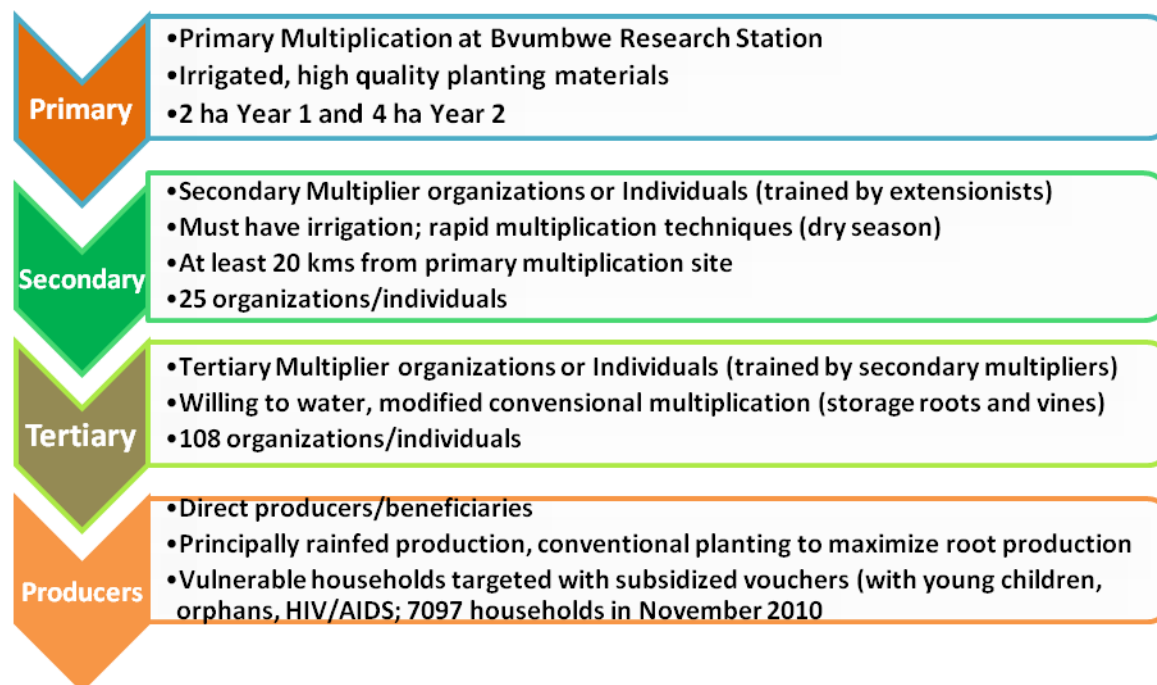 Primary
•Primary Multiplication at Bvumbwe Research Station
•Irrigated, high quality planting materials
•2 ha Year 1 and 4 ha Year 2
Secondary
•Secondary Multiplier organizations or Individuals (trained by extensionists)
•Must have irrigation; rapid multiplication techniques (dry season)
•At least 20 kms from primary multiplication site
•25 organizations/individuals
Tertiary
•Tertiary Multiplier organizations or Individuals (trained by secondary multipliers)
•Willing to water, modified convensional multiplication (storage roots and vines)
•108 organizations/individuals
Producers
•Direct producers/beneficiaries
•Principally rainfed production, conventional planting to maximize root production
•Vulnerable households targeted with subsidized vouchers (with young children,
orphans, HIV/AIDS; 7097 households in November 2010